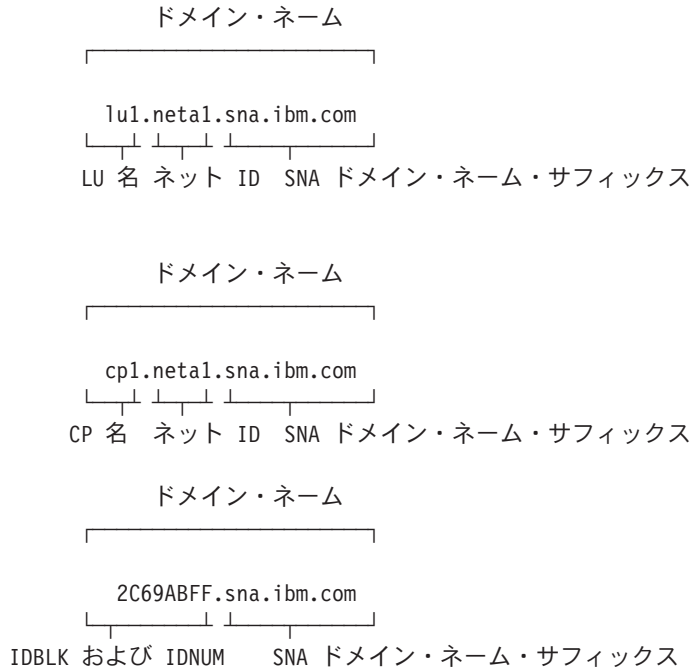 ドメイン・ネーム
lu1.neta1.sna.ibm.com
LU 名 ネット ID SNA ドメイン・ネーム・サフィックス
ドメイン・ネーム
cp1.neta1.sna.ibm.com
CP 名 ネット ID SNA ドメイン・ネーム・サフィックス
ドメイン・ネーム
2C69ABFF.sna.ibm.com
IDBLK および IDNUM SNA ドメイン・ネーム・サフィックス